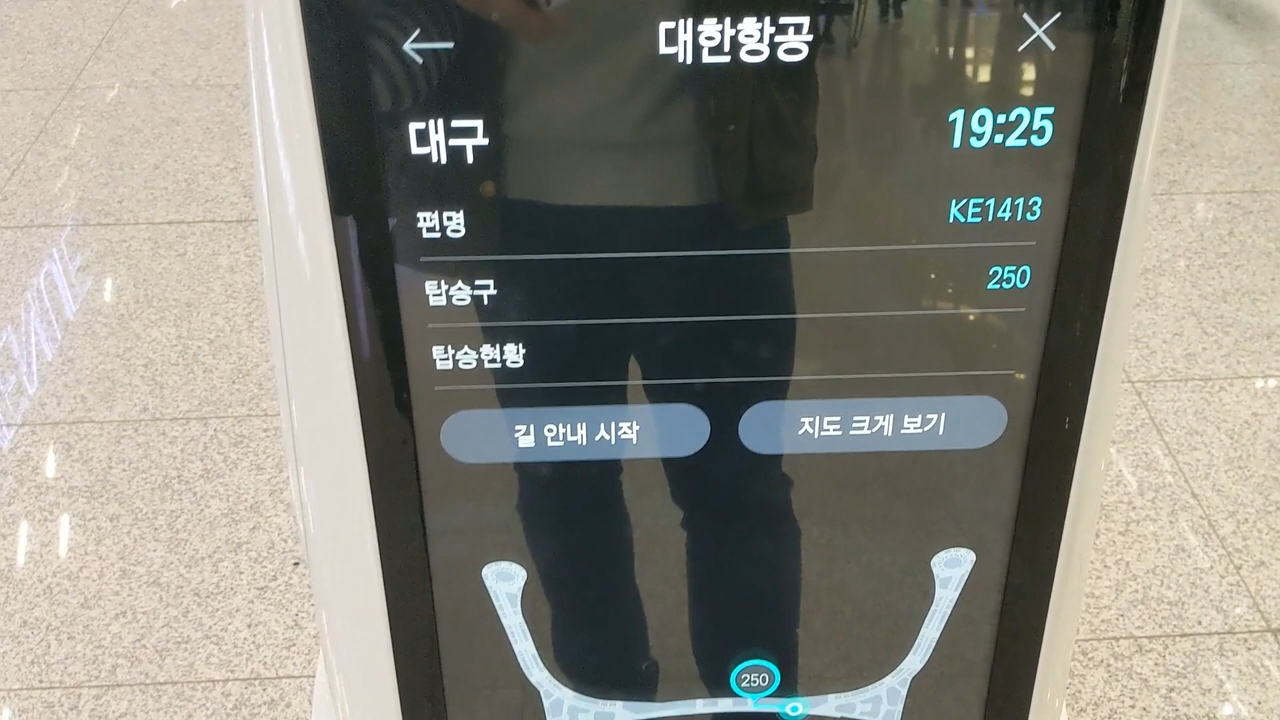 대한항공
대구 19:25
편명 KE1413
탑승구 250
탑승현황
길 안내 시작 지도 크게 보기
250